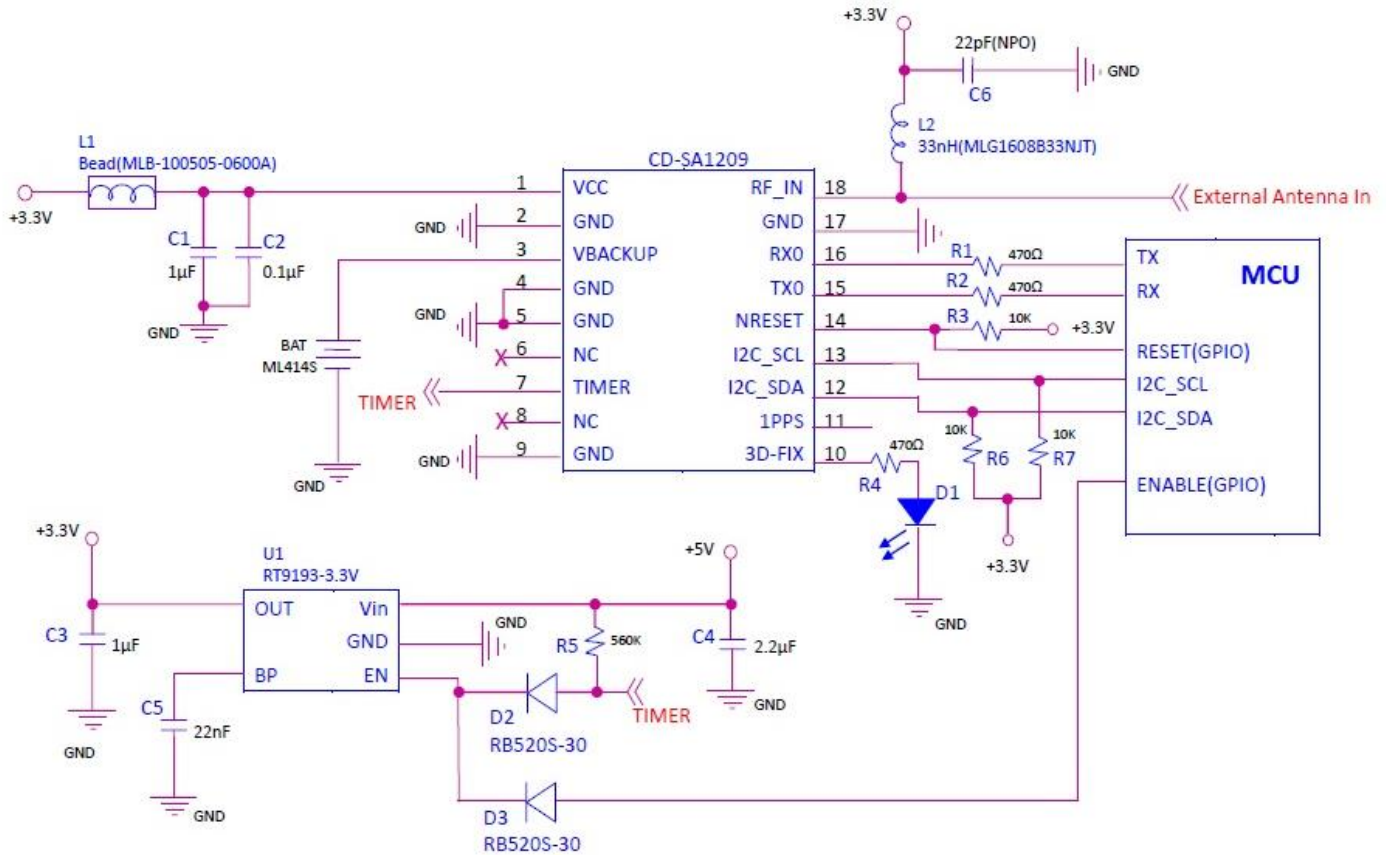 +3.3V
22pF(NPO)
GND
C6
L2
33nH(MLG1608B33NJT)
L1
Bead(MLB-100505-0600A)
+3.3V
C1
1µF
C2
0.1µF
GND
CD-SA1209
1 VCC
2 GND
3 VBACKUP
4 GND
5 GND
6 NC
7 TIMER
8 NC
9 GND
RF_IN 18
GND 17
RX0 16
TX0 15
NRESET 14
I2C_SCL 13
I2C_SDA 12
1PPS 11
3D-FIX 10
GND
GND
X
TIMER
X
GND
BAT
ML414S
GND
External Antenna In
R1 470Ω
R2 470Ω
R3 10K
+3.3V
MCU
TX
RX
RESET(GPIO)
I2C_SCL
I2C_SDA
ENABLE(GPIO)
10K
R6
10K
R7
+3.3V
470Ω
R4
D1
GND
+3.3V
C3
1µF
GND
U1
RT9193-3.3V
OUT
Vin
GND
BP
EN
C5
22nF
GND
GND
+5V
R5
560K
C4
2.2µF
GND
D2
RB520S-30
TIMER
D3
RB520S-30